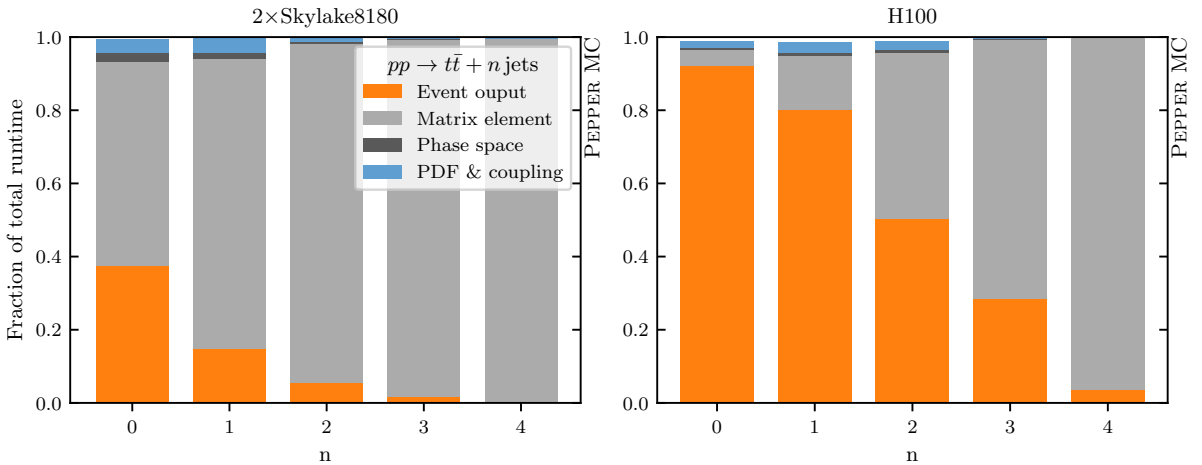 2×Skylake8180
H100
Fraction of total runtime
1.0
0.8
0.6
0.4
0.2
0.0
pp → tt̄ + n jets
Event ouput
Matrix element
Phase space
PDF & coupling
PEPPER MC
0 1 2 3 4
n
1.0
0.8
0.6
0.4
0.2
0.0
PEPPER MC
0 1 2 3 4
n